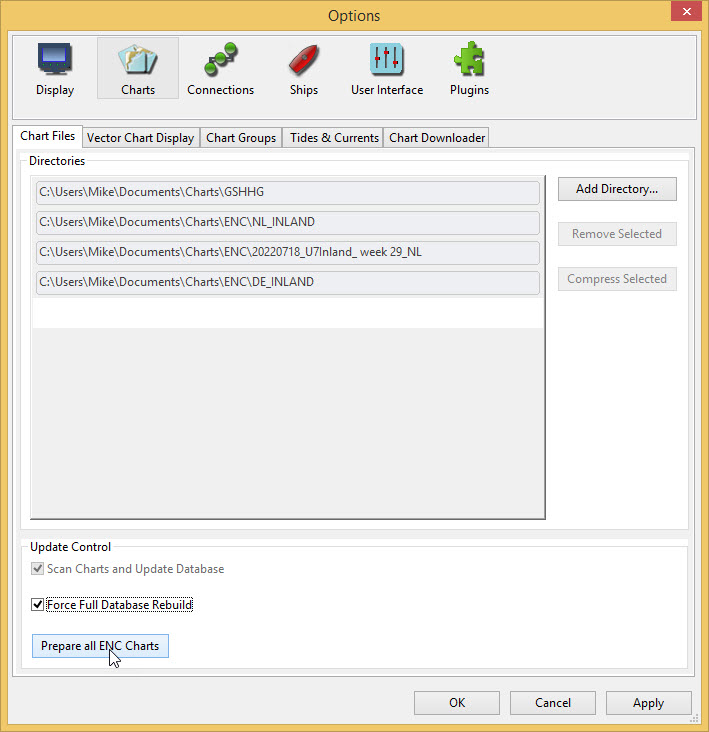 Options
Display Charts Connections Ships User Interface Plugins
Chart Files Vector Chart Display Chart Groups Tides & Currents Chart Downloader
Directories
C:\Users\Mike\Documents\Charts\GSHHG
Add Directory...
C:\Users\Mike\Documents\Charts\ENC\NL_INLAND
Remove Selected
C:\Users\Mike\Documents\Charts\ENC\20220718_U7Inland_ week 29_NL
C:\Users\Mike\Documents\Charts\ENC\DE_INLAND
Compress Selected
Update Control
Scan Charts and Update Database
Force Full Database Rebuild
Prepare all ENC Charts
OK Cancel Apply